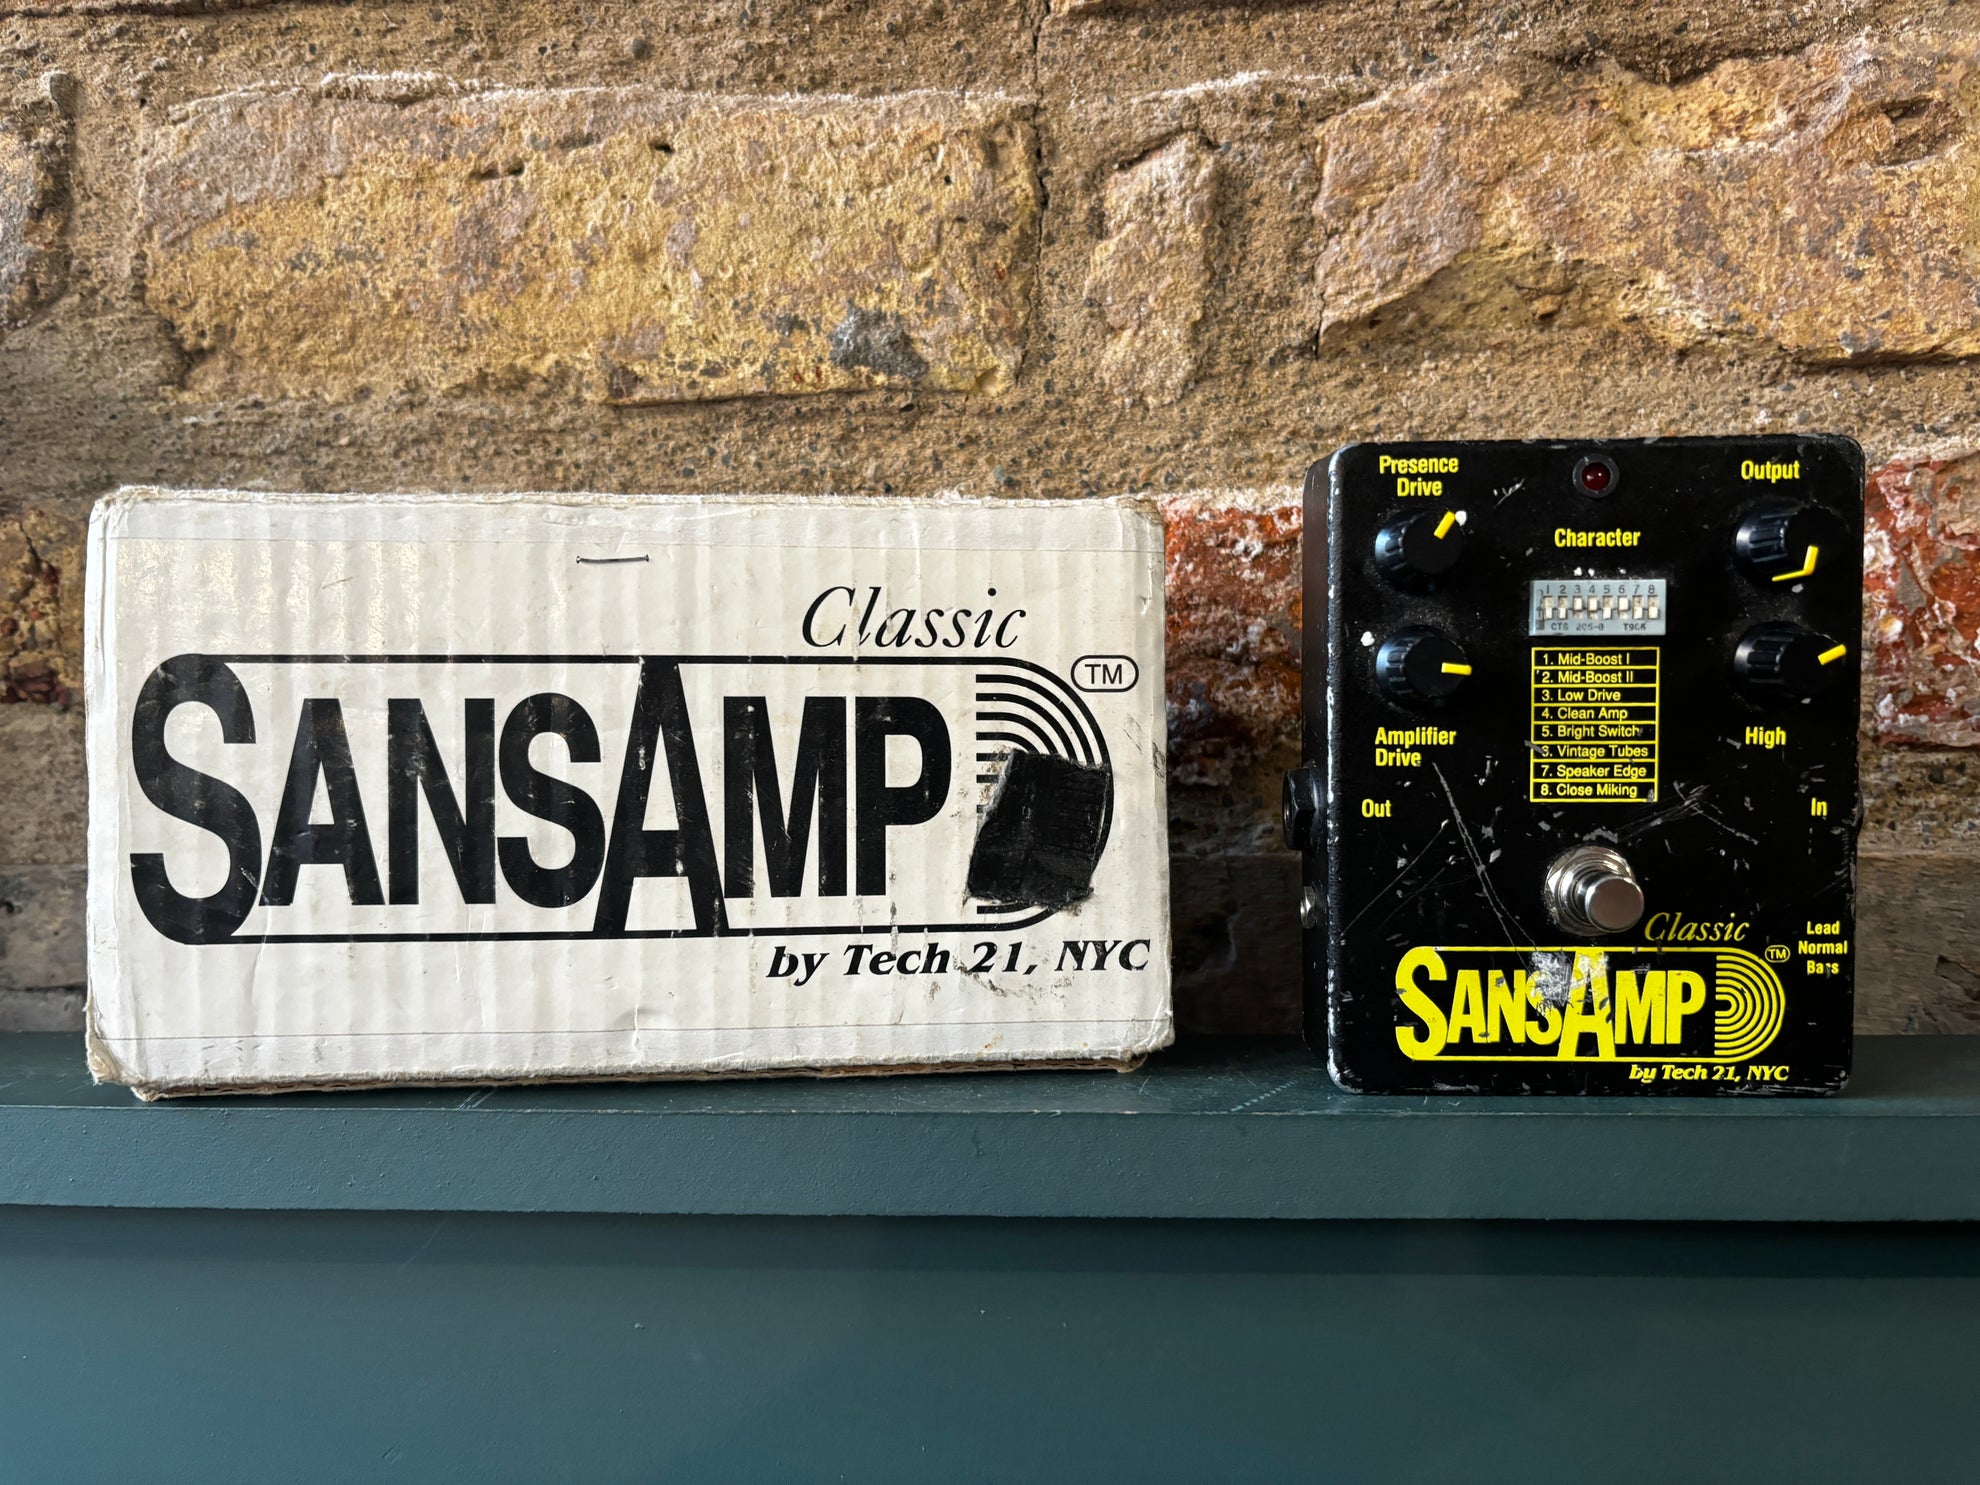 Classic
SANSAMP
TM
by Tech 21, NYC
Presence
Drive
Output
Character
1 2 3 4 5 6 7 8
CTS 205-8 T906
1. Mid-Boost I
2. Mid-Boost II
3. Low Drive
4. Clean Amp
5. Bright Switch
6. Vintage Tubes
7. Speaker Edge
8. Close Miking
Amplifier
Drive
High
Out
In
Classic
SANSAMP
TM
by Tech 21, NYC
Lead
Normal
Bass